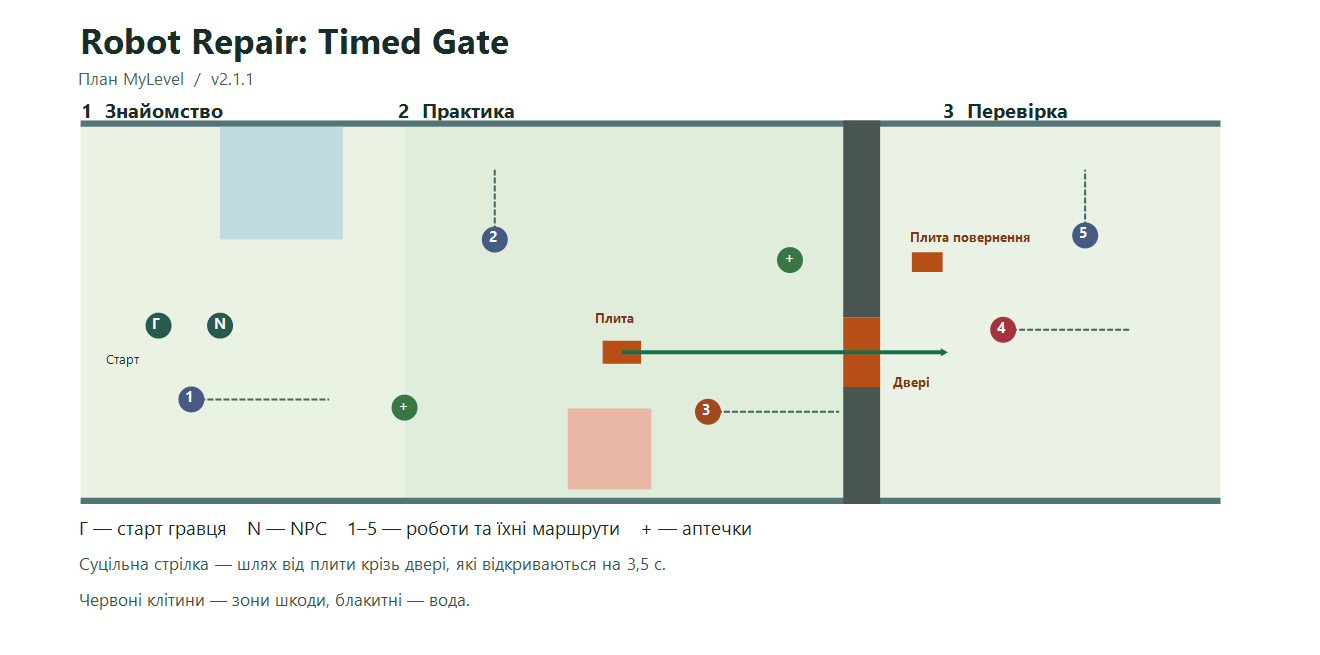 Robot Repair: Timed Gate
План MyLevel / v2.1.1
1 Знайомство
2 Практика
3 Перевірка
2
5
Плита повернення
+
Г
N
Плита
4
Старт
Двері
1
+
3
Г — старт гравця N — NPC 1–5 — роботи та їхні маршрути + — аптечки
Суцільна стрілка — шлях від плити крізь двері, які відкриваються на 3,5 с.
Червоні клітини — зони шкоди, блакитні — вода.